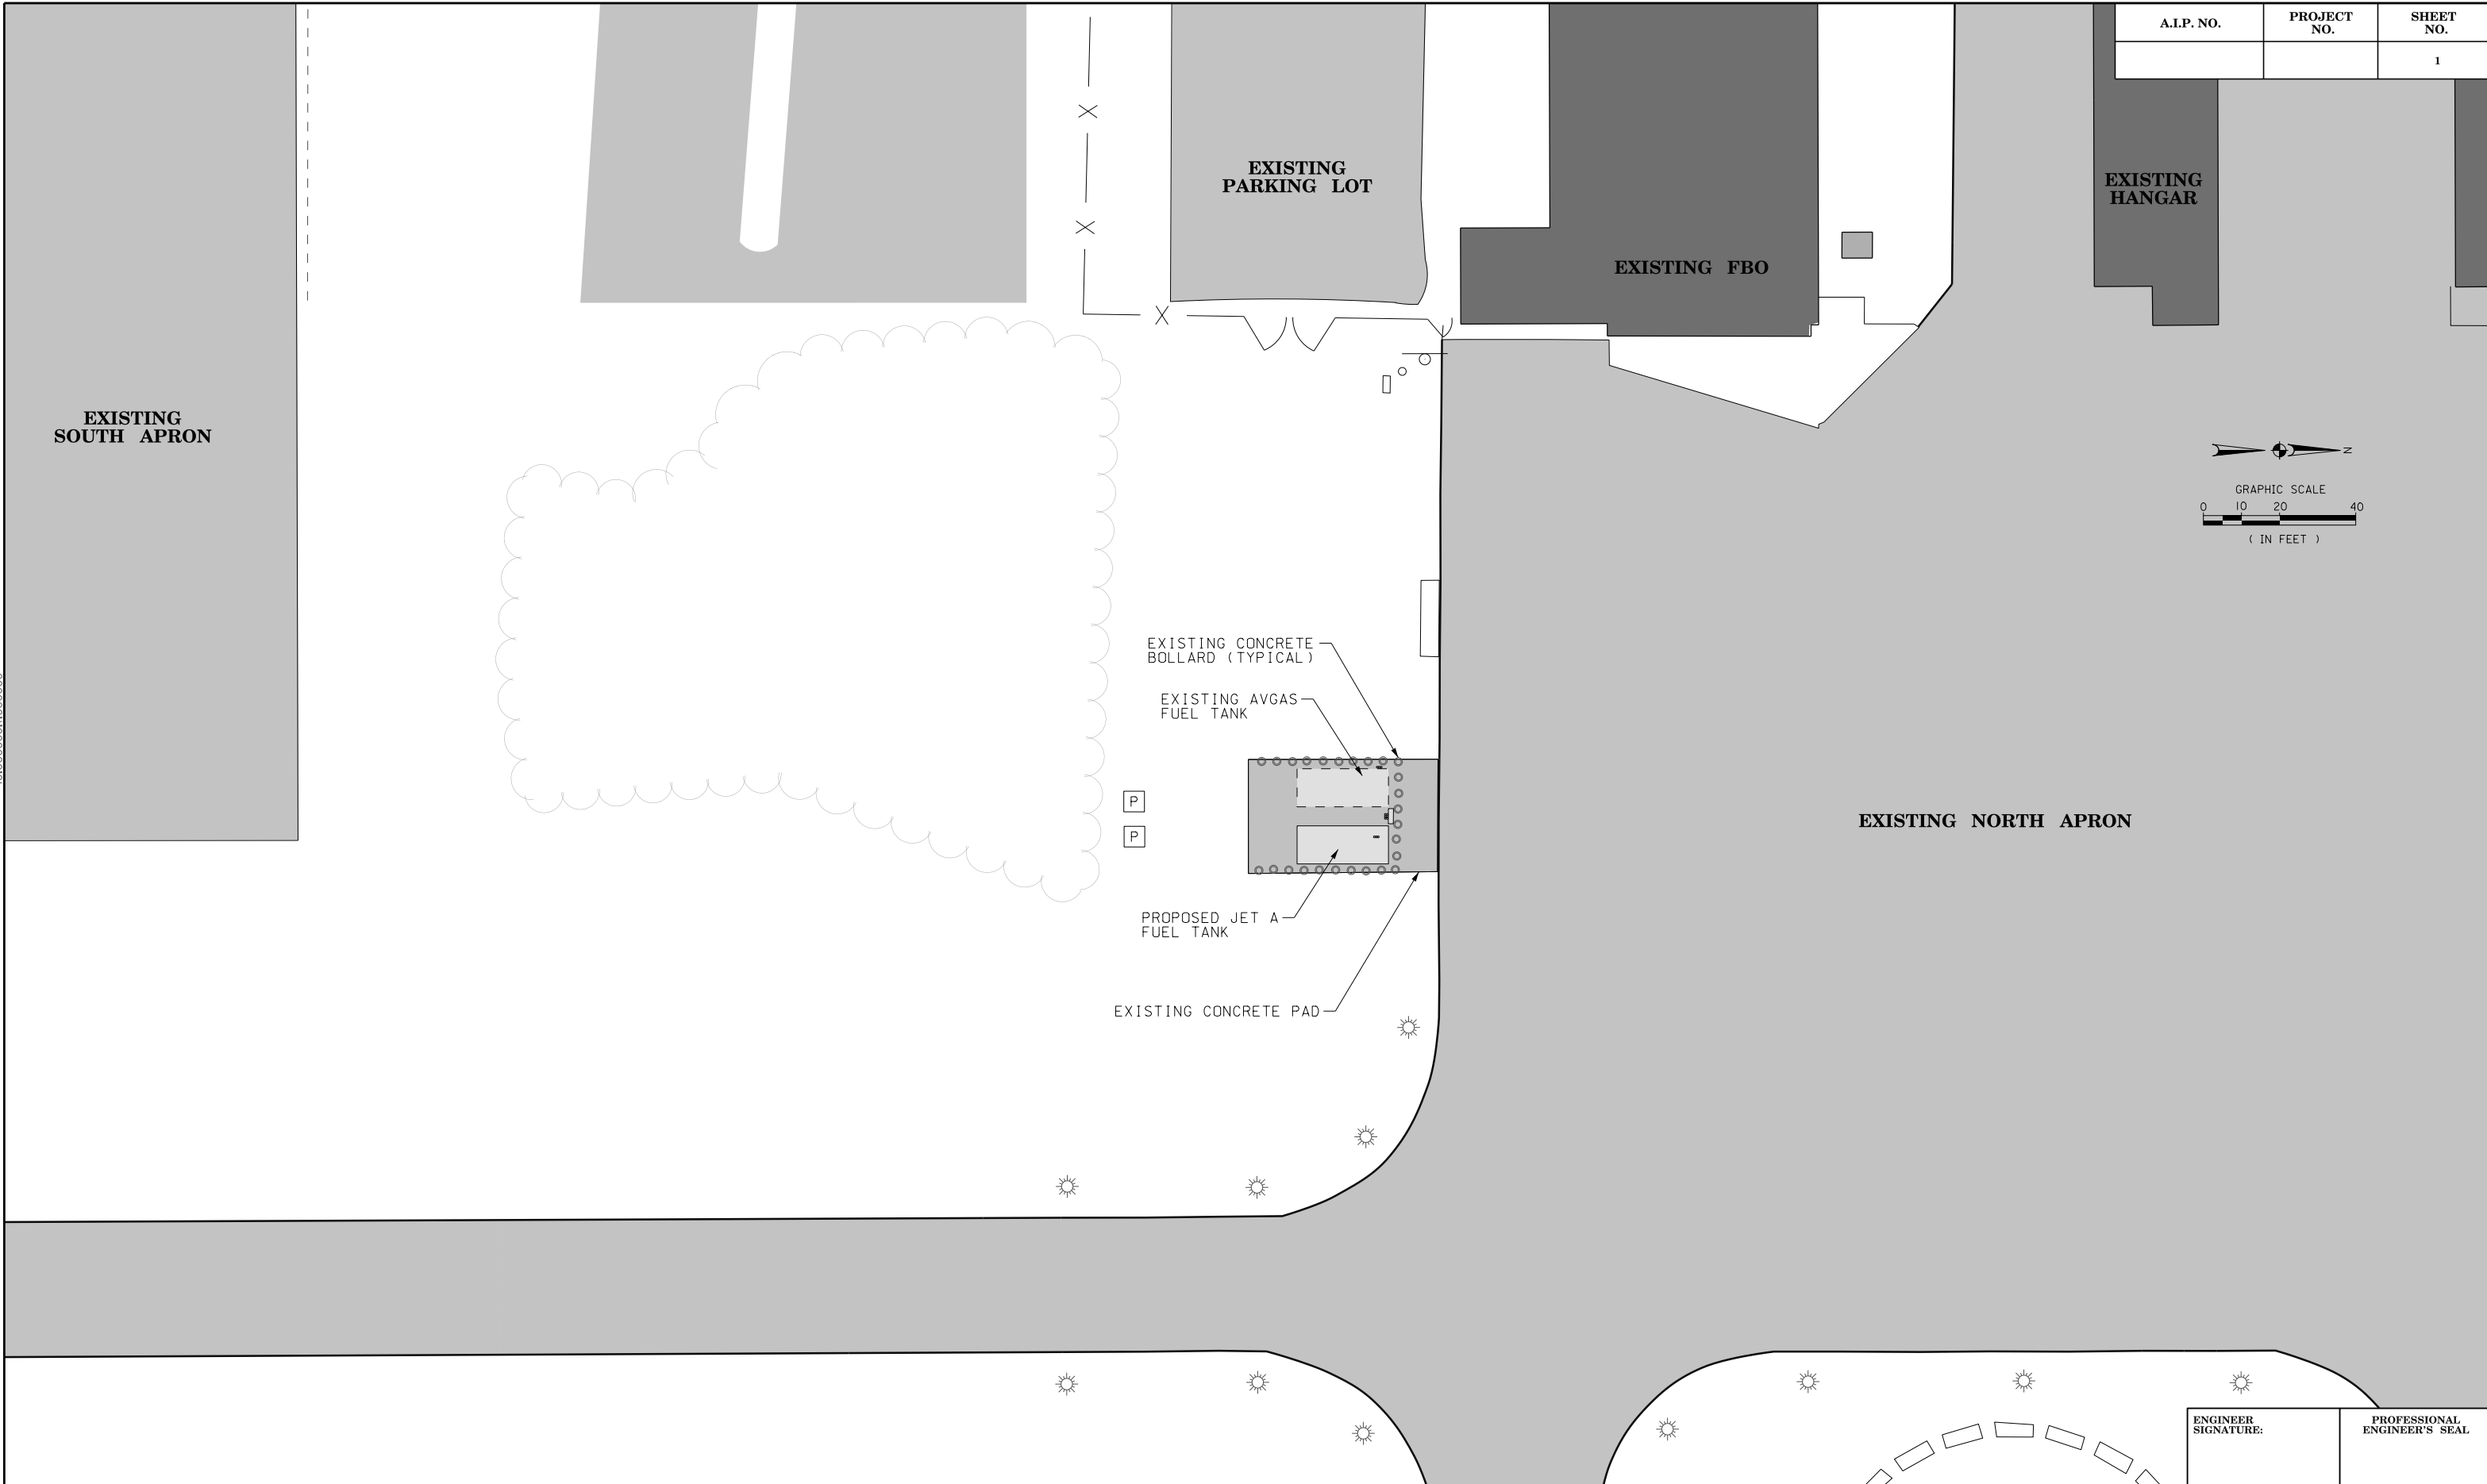 A.I.P. NO.
PROJECT
NO.
SHEET
NO.
1
EXISTING
PARKING LOT
EXISTING
HANGAR
EXISTING FBO
EXISTING
SOUTH APRON
N
GRAPHIC SCALE
0 10 20 40
( IN FEET )
EXISTING CONCRETE
BOLLARD (TYPICAL)
EXISTING AVGAS
FUEL TANK
P
P
EXISTING NORTH APRON
PROPOSED JET A
FUEL TANK
EXISTING CONCRETE PAD
ENGINEER
SIGNATURE:
PROFESSIONAL
ENGINEER'S SEAL